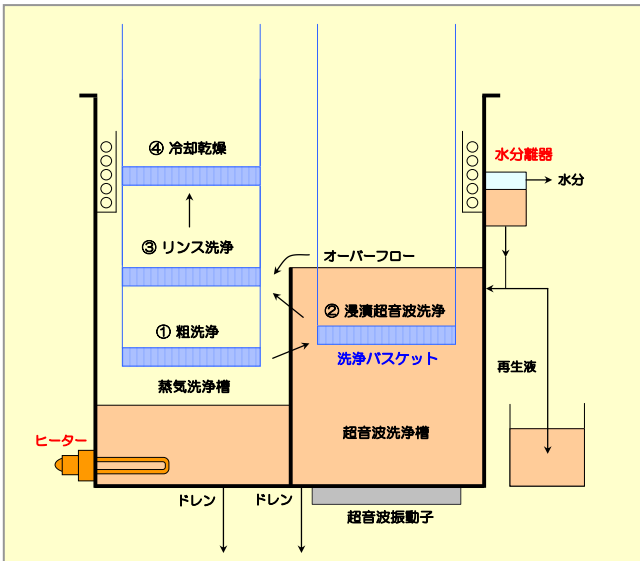 ④ 冷却乾燥
水分離器
水分
③ リンス洗浄
オーバーフロー
② 浸漬超音波洗浄
① 粗洗浄
洗浄バスケット
再生液
蒸気洗浄槽
超音波洗浄槽
ヒーター
ドレン
ドレン
超音波振動子